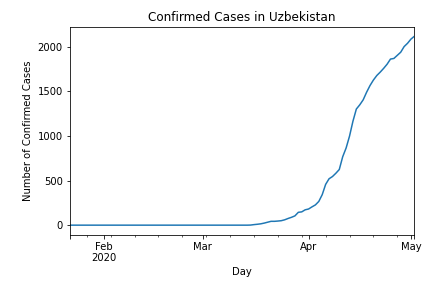 Confirmed Cases in Uzbekistan
Number of Confirmed Cases
2000
1500
1000
500
0
Feb
2020
Mar
Apr
May
Day